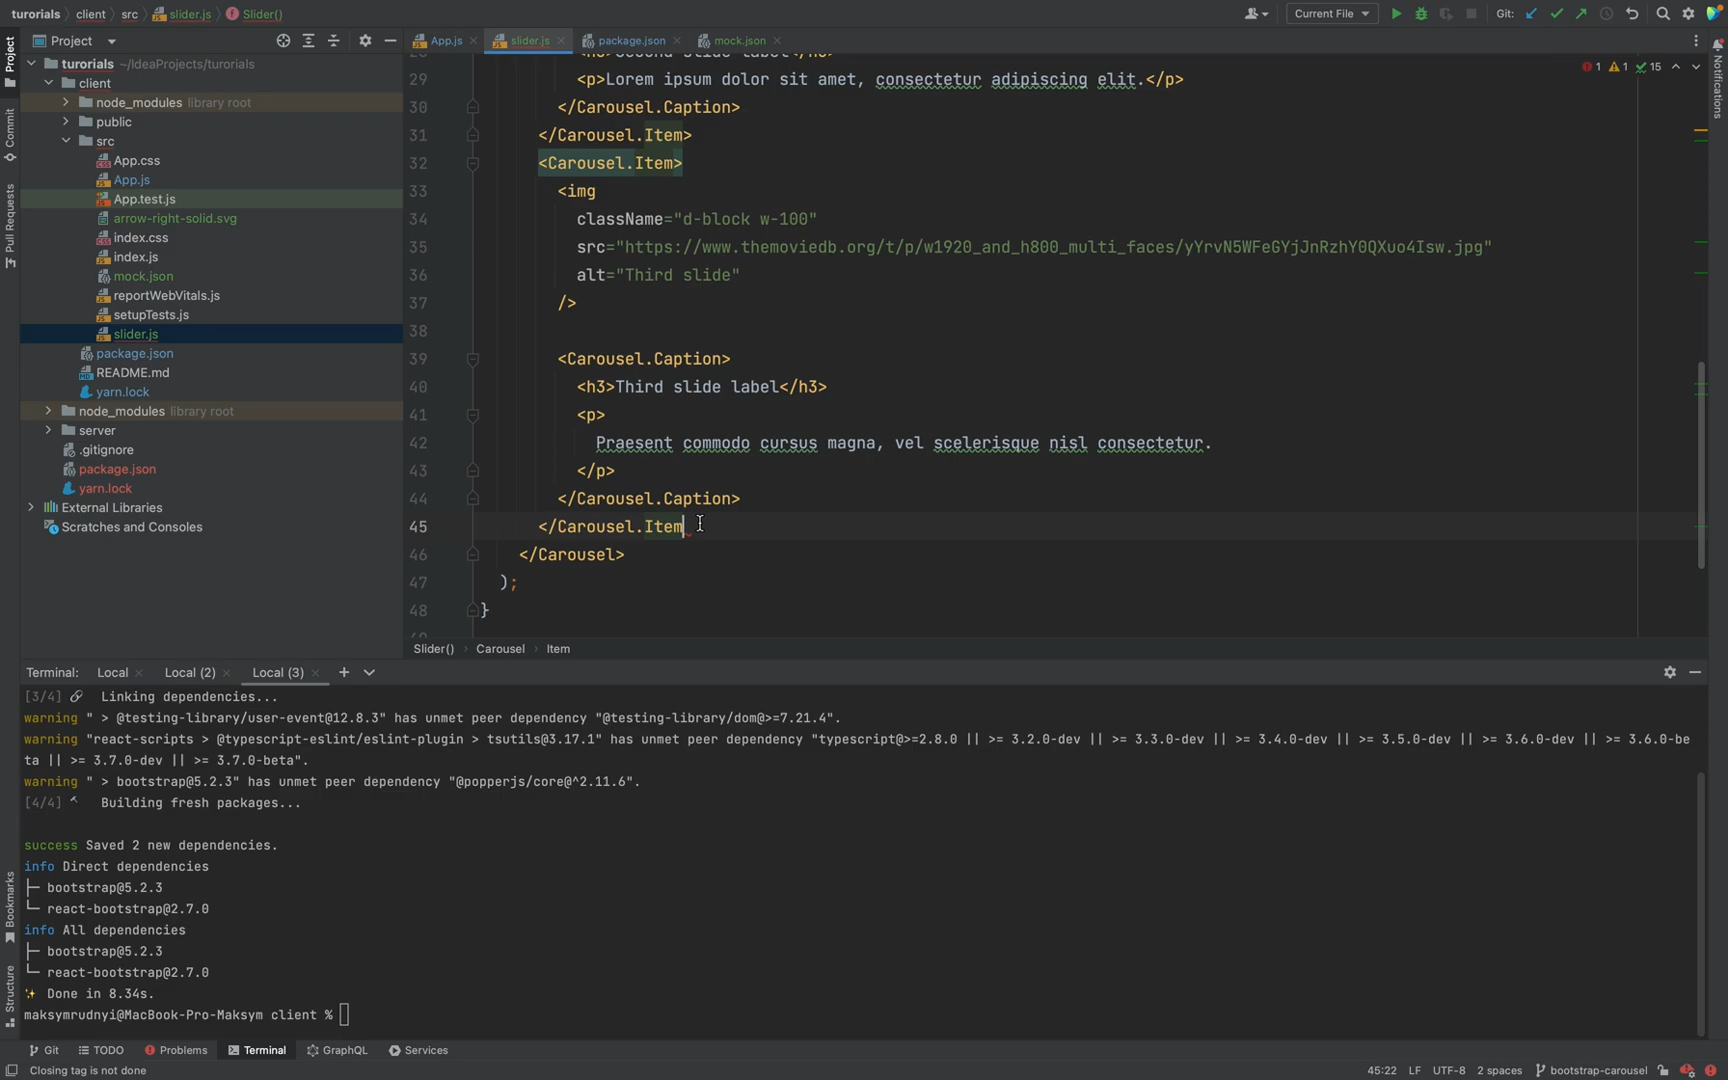 turorials › client › src › slider.js › Slider()
Current File
Git:
Project
turorials ~/IdeaProjects/turorials
client
node_modules library root
public
src
App.css
App.js
App.test.js
arrow-right-solid.svg
index.css
index.js
mock.json
reportWebVitals.js
setupTests.js
slider.js
package.json
README.md
yarn.lock
node_modules library root
server
.gitignore
package.json
yarn.lock
External Libraries
Scratches and Consoles
Project
Commit
Pull Requests
Bookmarks
Structure
App.js
slider.js
package.json
mock.json
Notifications
1 1 15
29 <p>Lorem ipsum dolor sit amet, consectetur adipiscing elit.</p>
30 </Carousel.Caption>
31 </Carousel.Item>
32 <Carousel.Item>
33 <img
34 className="d-block w-100"
35 src="https://www.themoviedb.org/t/p/w1920_and_h800_multi_faces/yYrvN5WFeGYjJnRzhY0QXuo4Isw.jpg"
36 alt="Third slide"
37 />
38
39 <Carousel.Caption>
40 <h3>Third slide label</h3>
41 <p>
42 Praesent commodo cursus magna, vel scelerisque nisl consectetur.
43 </p>
44 </Carousel.Caption>
45 </Carousel.Item
46 </Carousel>
47 );
48 }
Slider() › Carousel › Item
Terminal: Local Local (2) Local (3)
[3/4] Linking dependencies...
warning " > @testing-library/user-event@12.8.3" has unmet peer dependency "@testing-library/dom@>=7.21.4".
warning "react-scripts > @typescript-eslint/eslint-plugin > tsutils@3.17.1" has unmet peer dependency "typescript@>=2.8.0 || >= 3.2.0-dev || >= 3.3.0-dev || >= 3.4.0-dev || >= 3.5.0-dev || >= 3.6.0-dev || >= 3.6.0-be
ta || >= 3.7.0-dev || >= 3.7.0-beta".
warning " > bootstrap@5.2.3" has unmet peer dependency "@popperjs/core@^2.11.6".
[4/4] Building fresh packages...
success Saved 2 new dependencies.
info Direct dependencies
├─ bootstrap@5.2.3
└─ react-bootstrap@2.7.0
info All dependencies
├─ bootstrap@5.2.3
└─ react-bootstrap@2.7.0
✨ Done in 8.34s.
maksymrudnyi@MacBook-Pro-Maksym client %
Git TODO Problems Terminal GraphQL Services
Closing tag is not done
45:22 LF UTF-8 2 spaces bootstrap-carousel